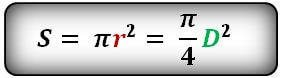 S = πr² = π/4 D²